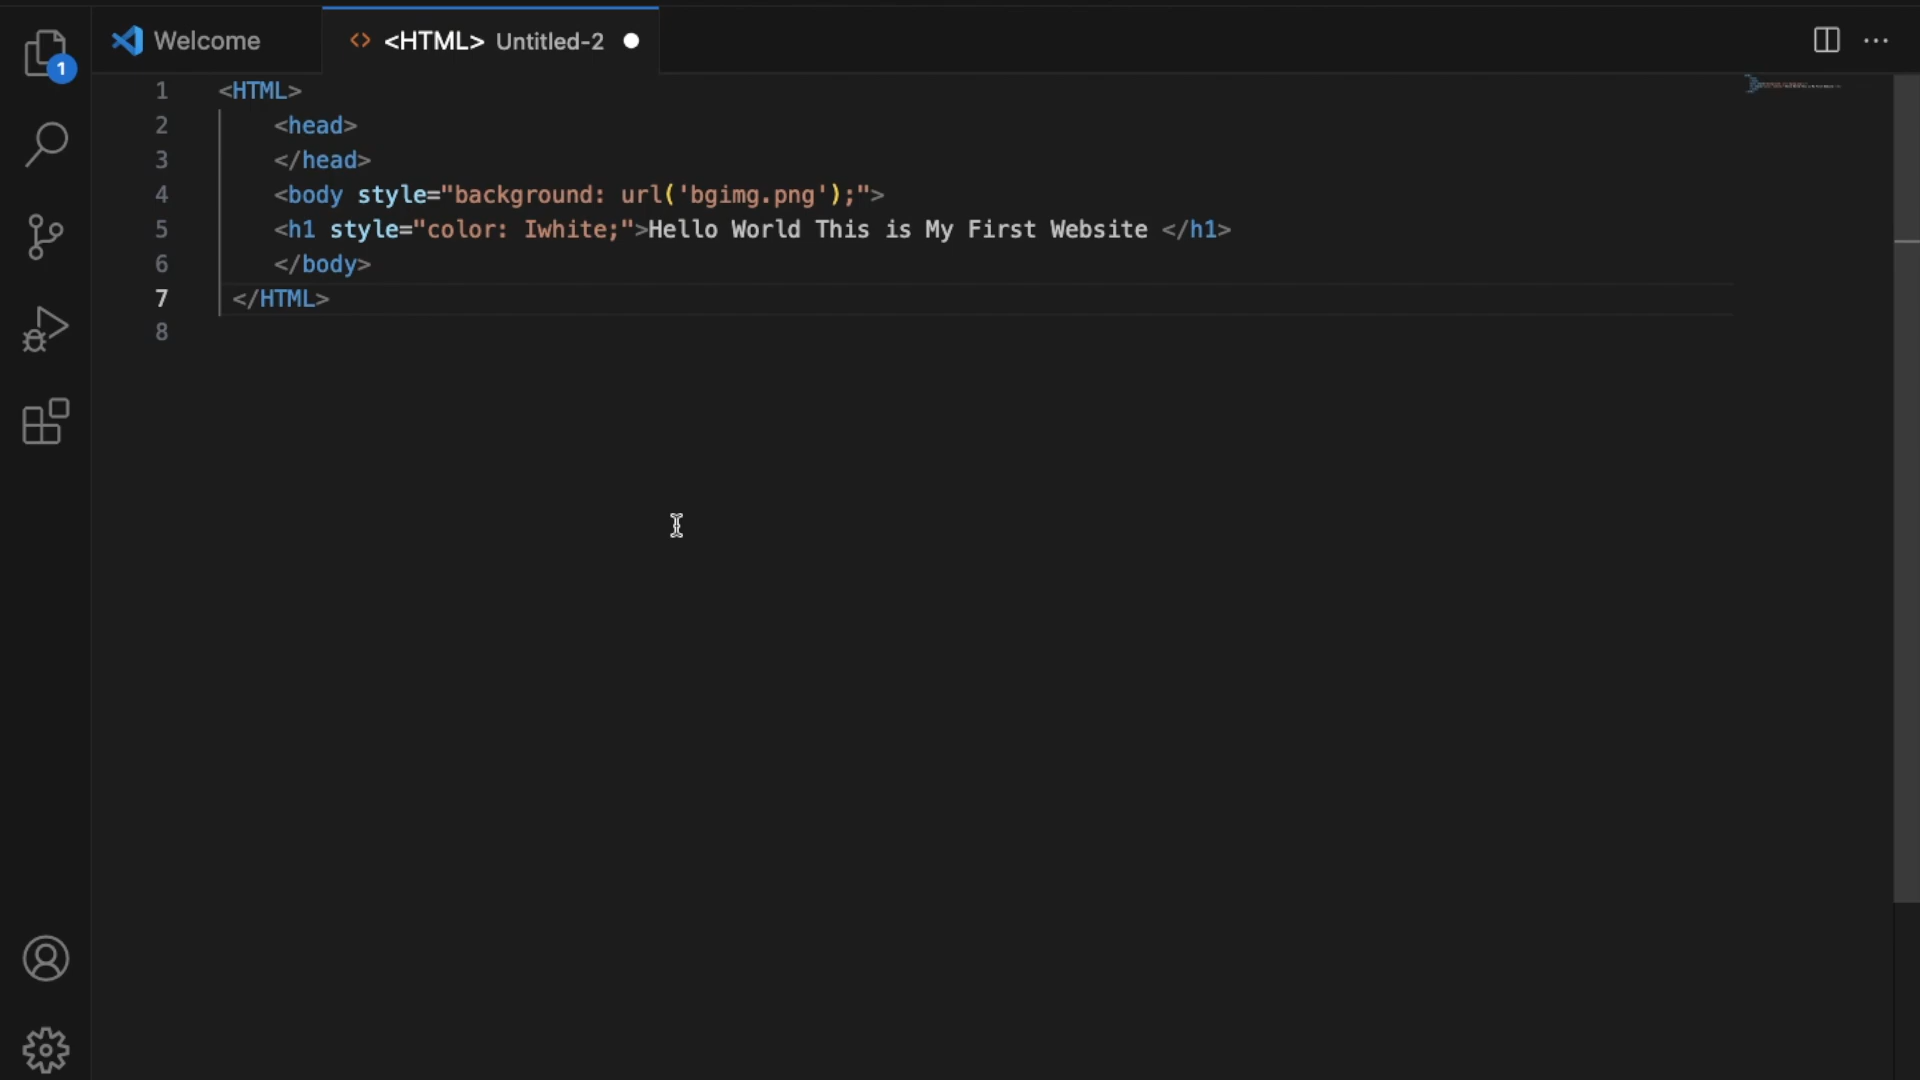 1
Welcome
<HTML> Untitled-2
1 <HTML>
2 <head>
3 </head>
4 <body style="background: url('bgimg.png');">
5 <h1 style="color: Iwhite;">Hello World This is My First Website </h1>
6 </body>
7 </HTML>
8